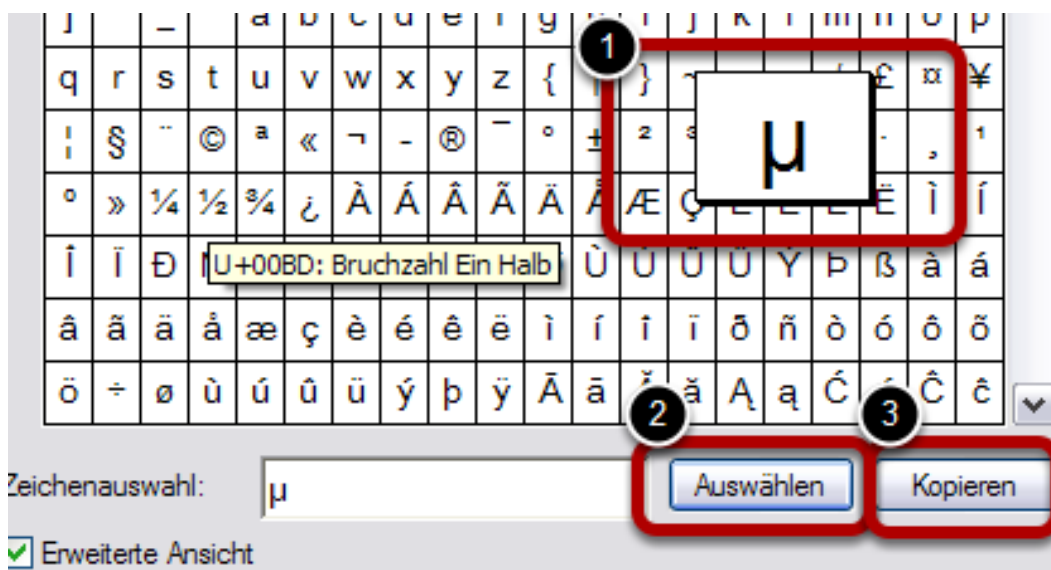 ] _ a b c d e f g j k l m n o p
1
q r s t u v w x y z { } ~ £ ¤ ¥
¦ § ¨ © ª « ¬ - ® ¯ ° ± ² ³ µ ¸ ¹
º » ¼ ½ ¾ ¿ À Á Â Ã Ä Å Æ Ç Ë Ì Í
Î Ï Ð U+00BD: Bruchzahl Ein Halb Ù Ú Û Ü Ý Þ ß à á
â ã ä å æ ç è é ê ë ì í î ï ð ñ ò ó ô õ
ö ÷ ø ù ú û ü ý þ ÿ Ā ā ă Ą ą Ć Ĉ ĉ
2 3
Zeichenauswahl: µ Auswählen Kopieren
Erweiterte Ansicht